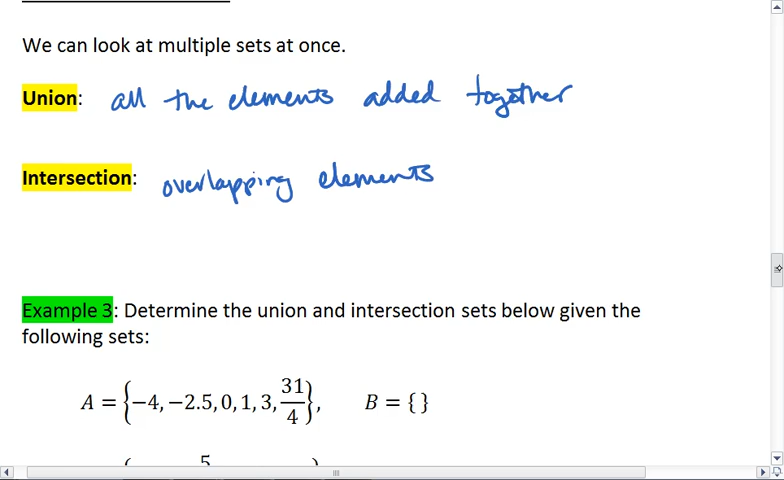 We can look at multiple sets at once.
Union: all the elements added together
Intersection: overlapping elements
Example 3: Determine the union and intersection sets below given the
following sets:
A = {−4, −2.5, 0, 1, 3, 31/4},   B = {}
5